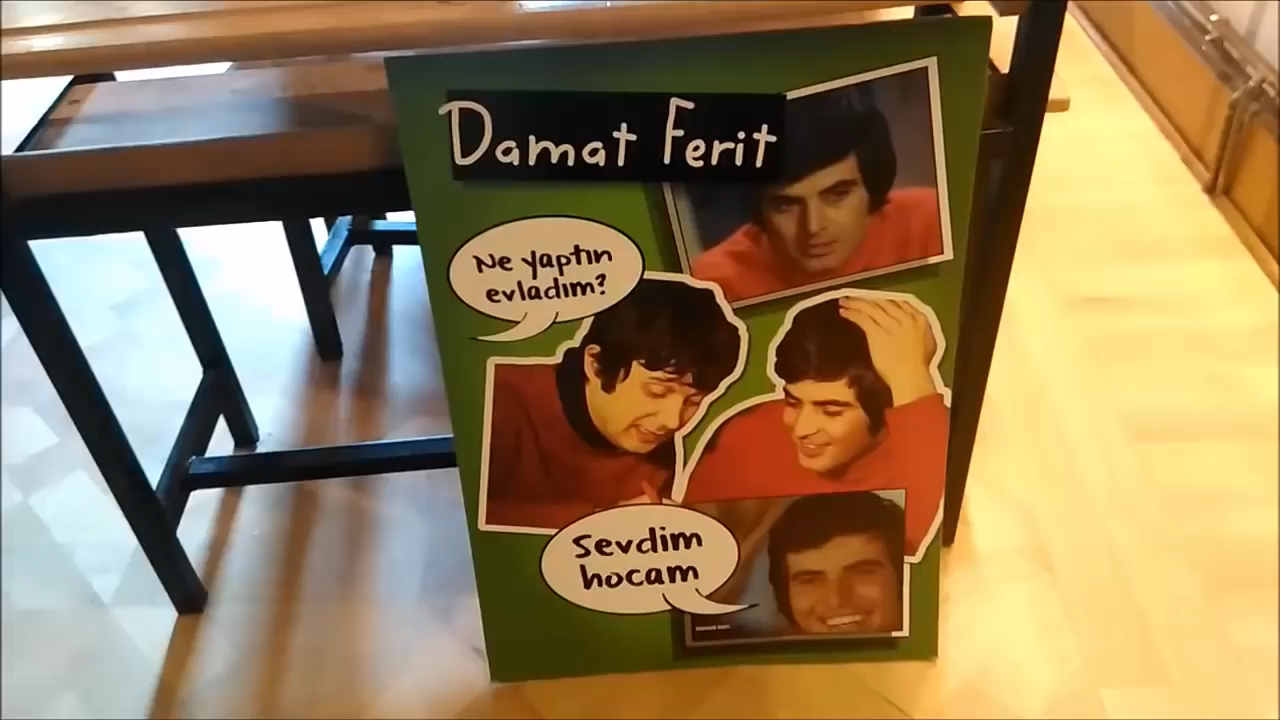 Damat Ferit
Ne yaptın
evladım?
Sevdim
hocam